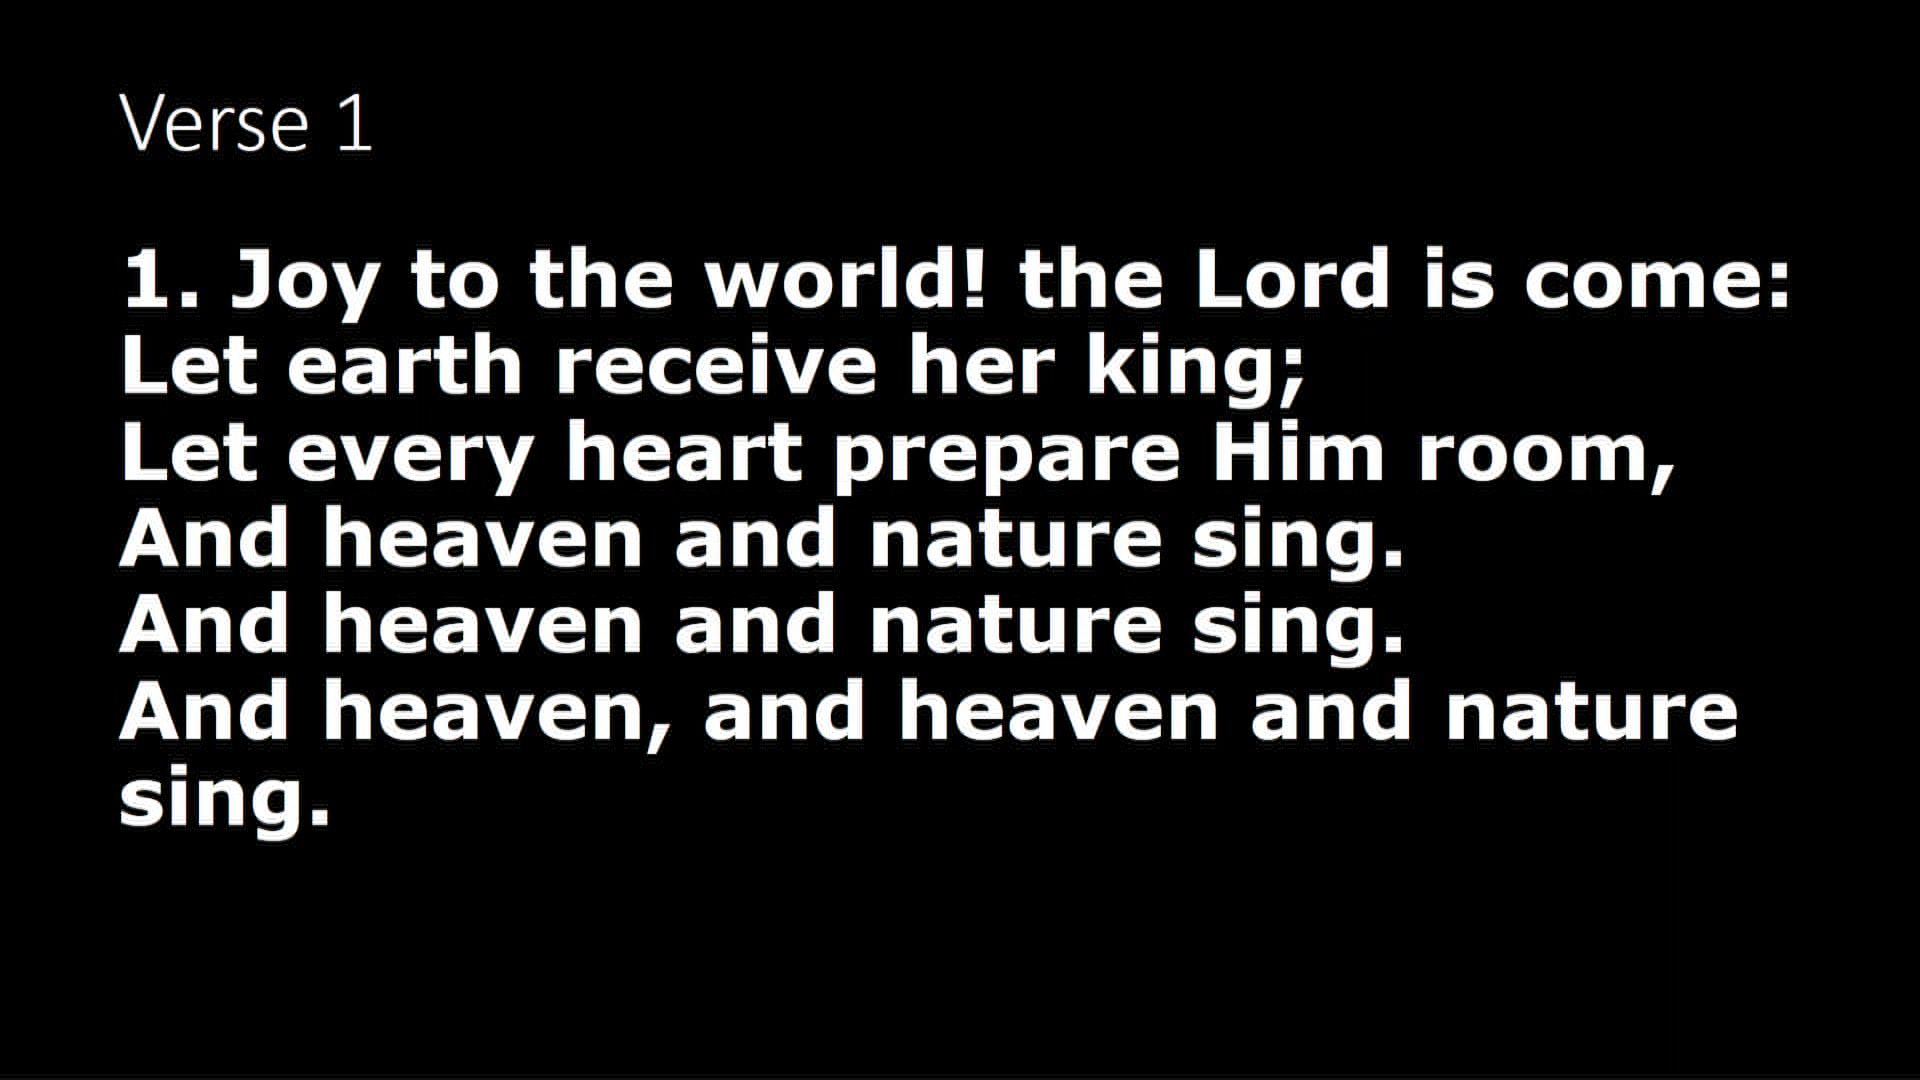 Verse 1
1. Joy to the world! the Lord is come:
Let earth receive her king;
Let every heart prepare Him room,
And heaven and nature sing.
And heaven and nature sing.
And heaven, and heaven and nature
sing.